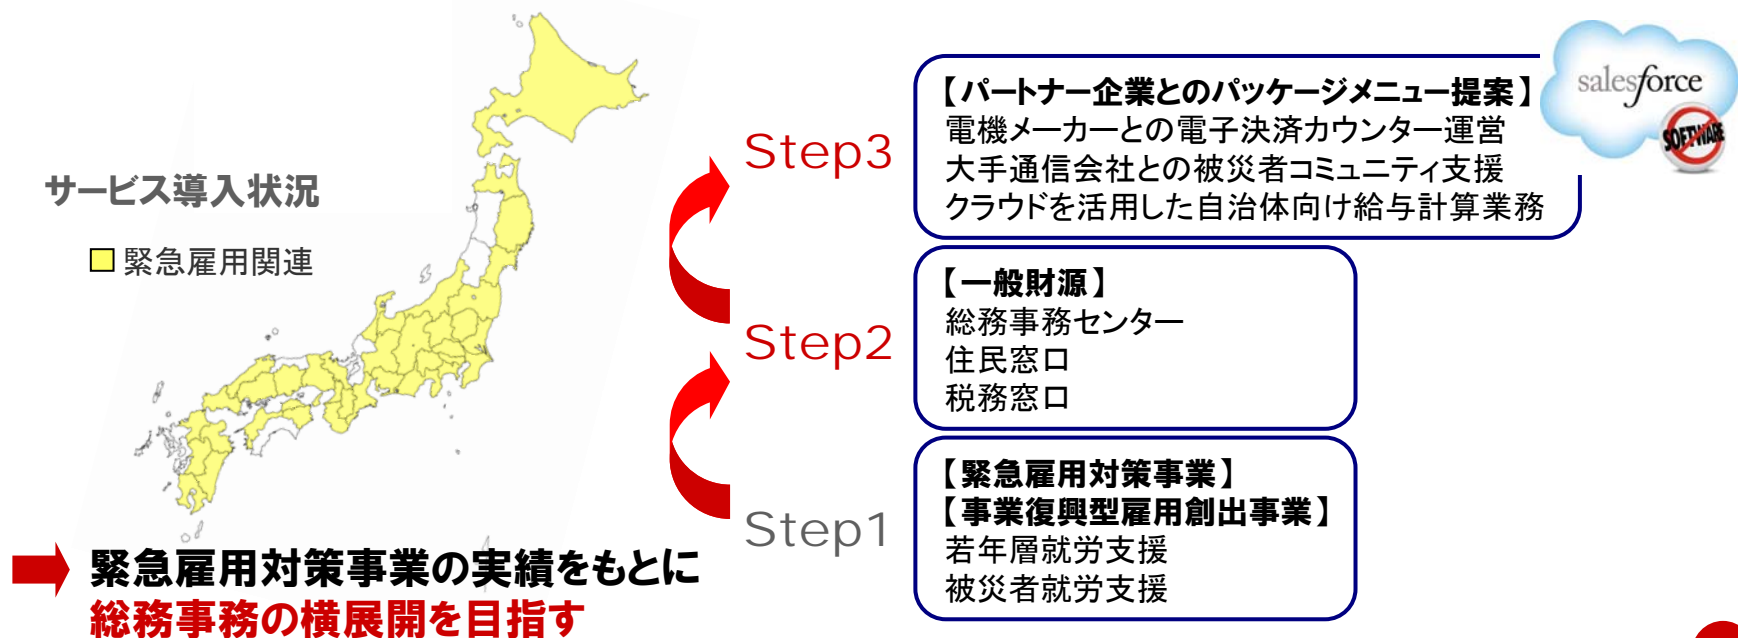 サービス導入状況
緊急雇用関連
緊急雇用対策事業の実績をもとに
総務事務の横展開を目指す
Step3
【パートナー企業とのパッケージメニュー提案】
電機メーカーとの電子決済カウンター運営
大手通信会社との被災者コミュニティ支援
クラウドを活用した自治体向け給与計算業務
salesforce
SOFTWARE
Step2
【一般財源】
総務事務センター
住民窓口
税務窓口
Step1
【緊急雇用対策事業】
【事業復興型雇用創出事業】
若年層就労支援
被災者就労支援